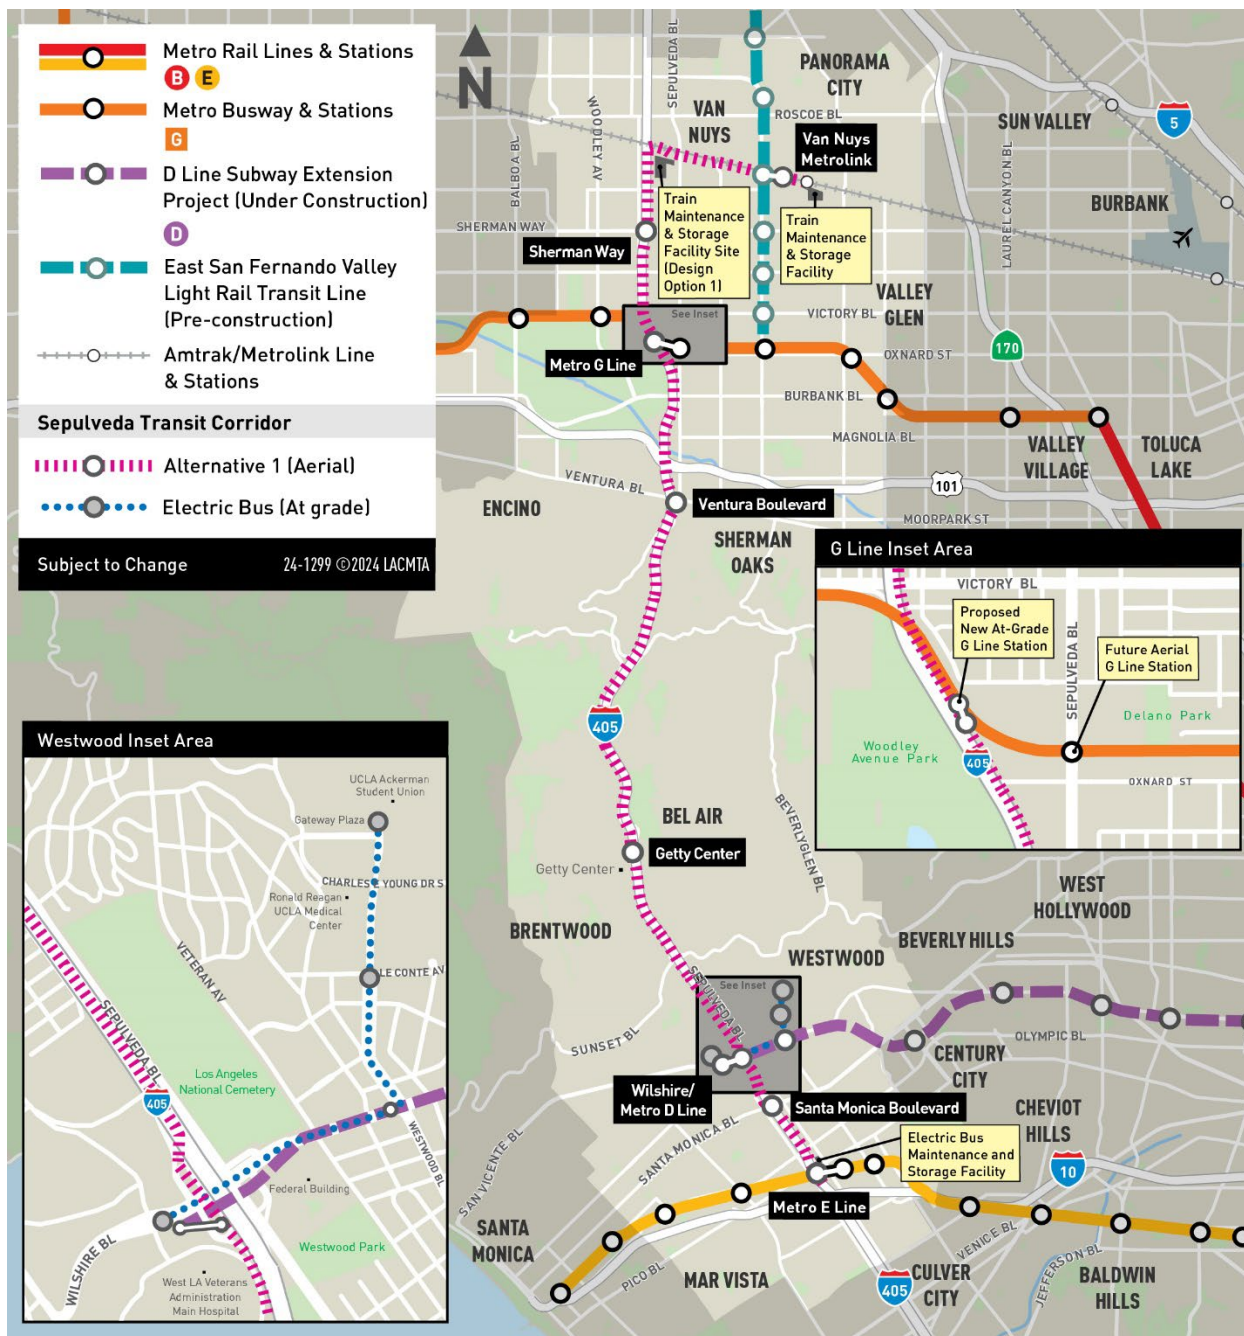 Metro Rail Lines & Stations
B E
Metro Busway & Stations
G
D Line Subway Extension
Project (Under Construction)
D
East San Fernando Valley
Light Rail Transit Line
(Pre-construction)
Amtrak/Metrolink Line
& Stations
Sepulveda Transit Corridor
Alternative 1 (Aerial)
Electric Bus (At grade)
Subject to Change
24-1299 ©2024 LACMTA
N
SEPULVEDA BL
PANORAMA
CITY
WOODLEY AV
VAN
NUYS
ROSCOE BL
SUN VALLEY
5
Van Nuys
Metrolink
BALBOA BL
LAUREL CANYON BL
BURBANK
Train
Maintenance
& Storage
Facility Site
(Design
Option 1)
Train
Maintenance
& Storage
Facility
SHERMAN WAY
Sherman Way
VALLEY
GLEN
See Inset
VICTORY BL
170
OXNARD ST
Metro G Line
BURBANK BL
MAGNOLIA BL
VALLEY
VILLAGE
TOLUCA
LAKE
VENTURA BL
101
ENCINO
Ventura Boulevard
MOORPARK ST
SHERMAN
OAKS
G Line Inset Area
VICTORY BL
Proposed
New At-Grade
G Line Station
SEPULVEDA BL
Future Aerial
G Line Station
Delano Park
Woodley
Avenue Park
405
OXNARD ST
405
BEL AIR
Getty Center
Getty Center
BEVERLYGLEN BL
BRENTWOOD
WEST
HOLLYWOOD
BEVERLY HILLS
WESTWOOD
SEPULVEDA BL
See Inset
SUNSET BL
OLYMPIC BL
CENTURY
CITY
Wilshire/
Metro D Line
Santa Monica Boulevard
CHEVIOT
HILLS
SANTA MONICA BL
Electric Bus
Maintenance and
Storage Facility
10
SAN VICENTE BL
Metro E Line
SANTA
MONICA
PICO BL
MAR VISTA
VENICE BL
JEFFERSON BL
405
CULVER
CITY
BALDWIN
HILLS
Westwood Inset Area
UCLA Ackerman
Student Union
Gateway Plaza
CHARLES E YOUNG DR S
Ronald Reagan
UCLA Medical
Center
VETERAN AV
LE CONTE AV
SEPULVEDA BL
Los Angeles
National Cemetery
405
WESTWOOD BL
Federal Building
WILSHIRE BL
Westwood Park
West LA Veterans
Administration
Main Hospital